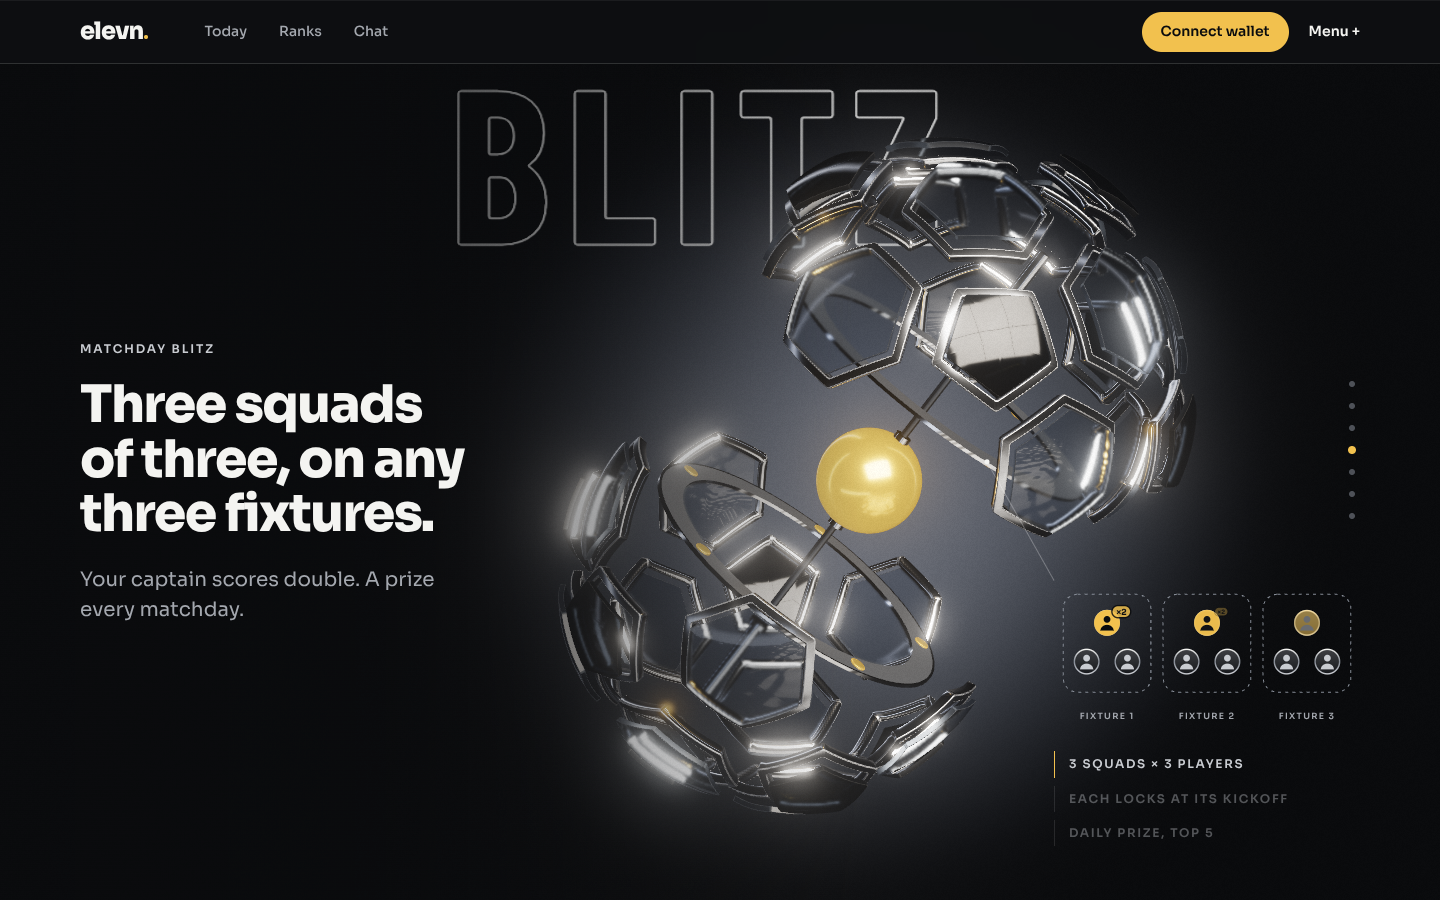 elevn.
Today
Ranks
Chat
Connect wallet
Menu +
BLITZ
MATCHDAY BLITZ
Three squads
of three, on any
three fixtures.
Your captain scores double. A prize
every matchday.
×2
×2
FIXTURE 1
FIXTURE 2
FIXTURE 3
3 SQUADS × 3 PLAYERS
EACH LOCKS AT ITS KICKOFF
DAILY PRIZE, TOP 5